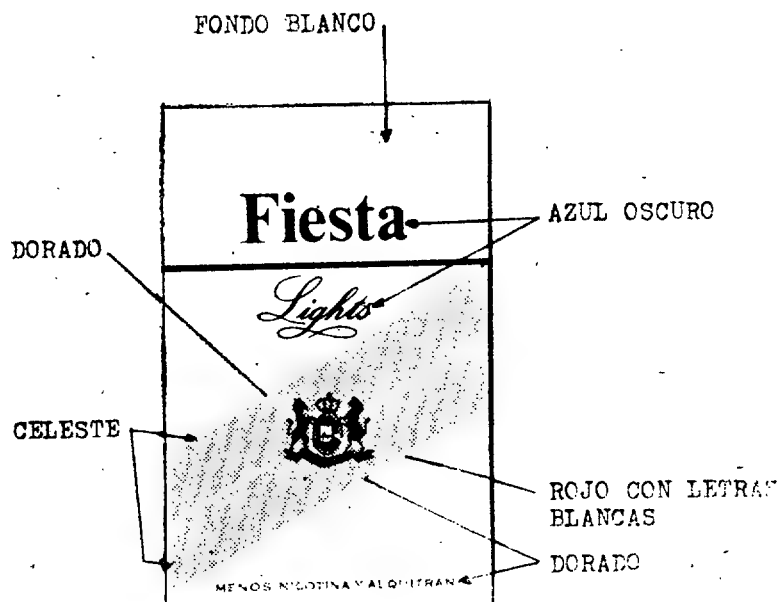 FONDO BLANCO
Fiesta
AZUL OSCURO
DORADO
Lights
CELESTE
ROJO CON LETRAS
BLANCAS
DORADO
MENOS NICOTINA Y ALQUITRAN